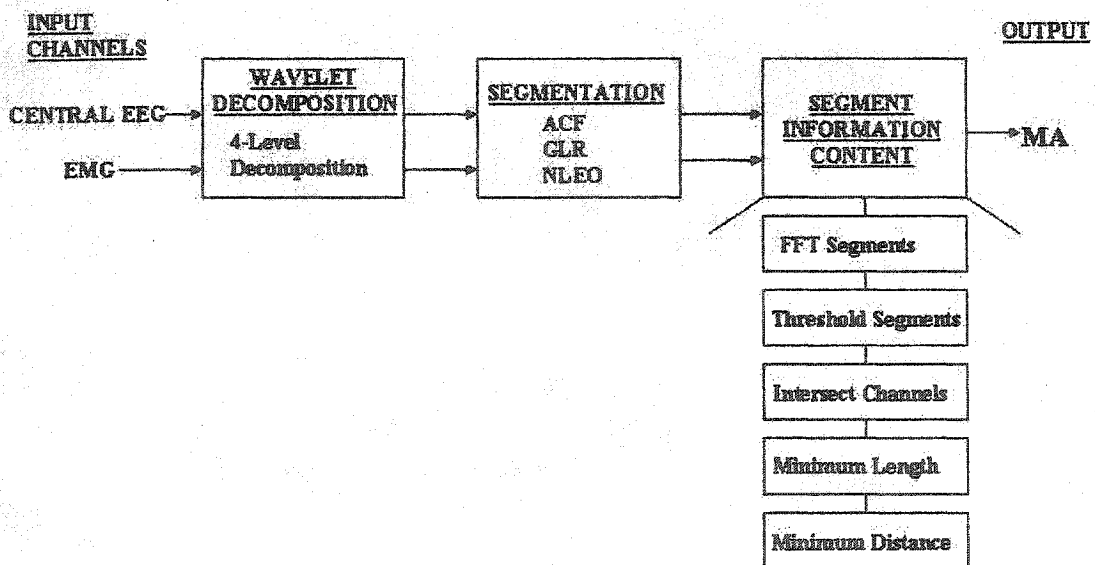 INPUT
CHANNELS
OUTPUT
CENTRAL EEG
EMG
WAVELET
DECOMPOSITION
4-Level
Decomposition
SEGMENTATION
ACF
GLR
NLEO
SEGMENT
INFORMATION
CONTENT
MA
FFT Segments
Threshold Segments
Intersect Channels
Minimum Length
Minimum Distance